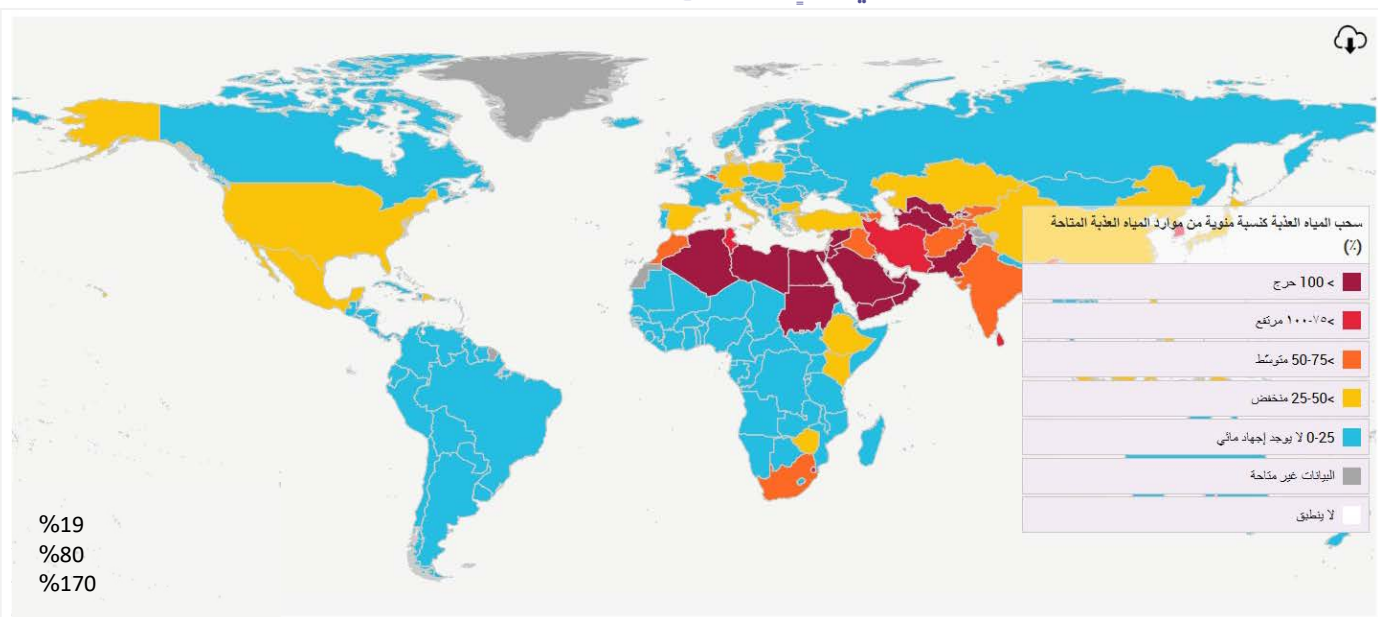 سحب المياه العذبة كنسبة مئوية من موارد المياه العذبة المتاحة
(٪)
> 100 حرج
>٧٥-١٠٠ مرتفع
>50-75 متوسّط
>25-50 منخفض
0-25 لا يوجد إجهاد مائي
البيانات غير متاحة
لا ينطبق
%19
%80
%170